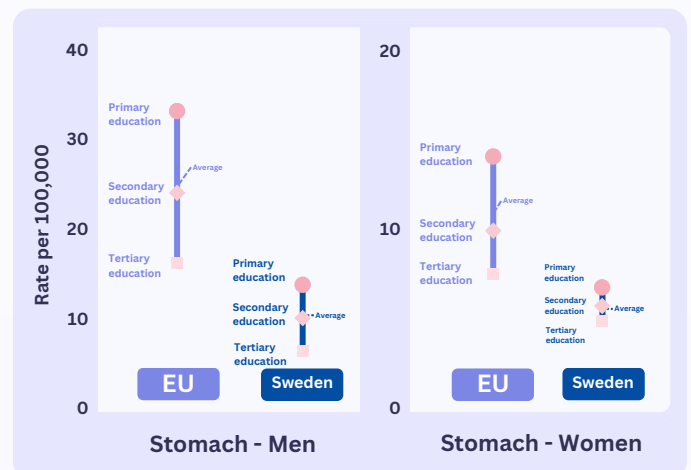 40
30
20
10
0
Rate per 100,000
Primary
education
Average
Secondary
education
Tertiary
education
Primary
education
Secondary
education
Average
Tertiary
education
EU
Sweden
Stomach - Men
20
10
0
Primary
education
Average
Secondary
education
Tertiary
education
Primary
education
Secondary
education
Average
Tertiary
education
EU
Sweden
Stomach - Women